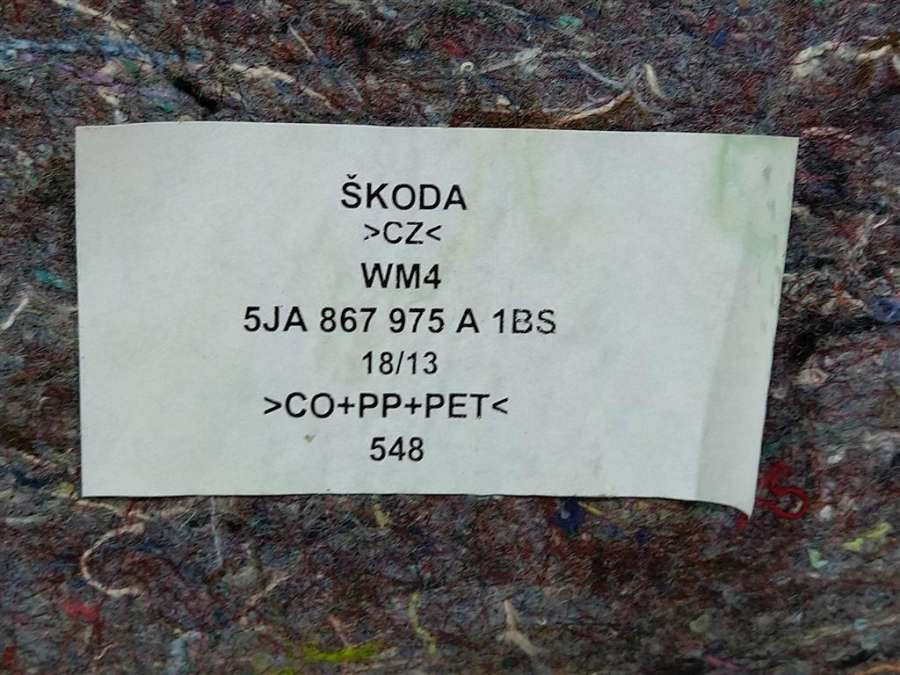 ŠKODA
>CZ<
WM4
5JA 867 975 A 1BS
18/13
>CO+PP+PET<
548